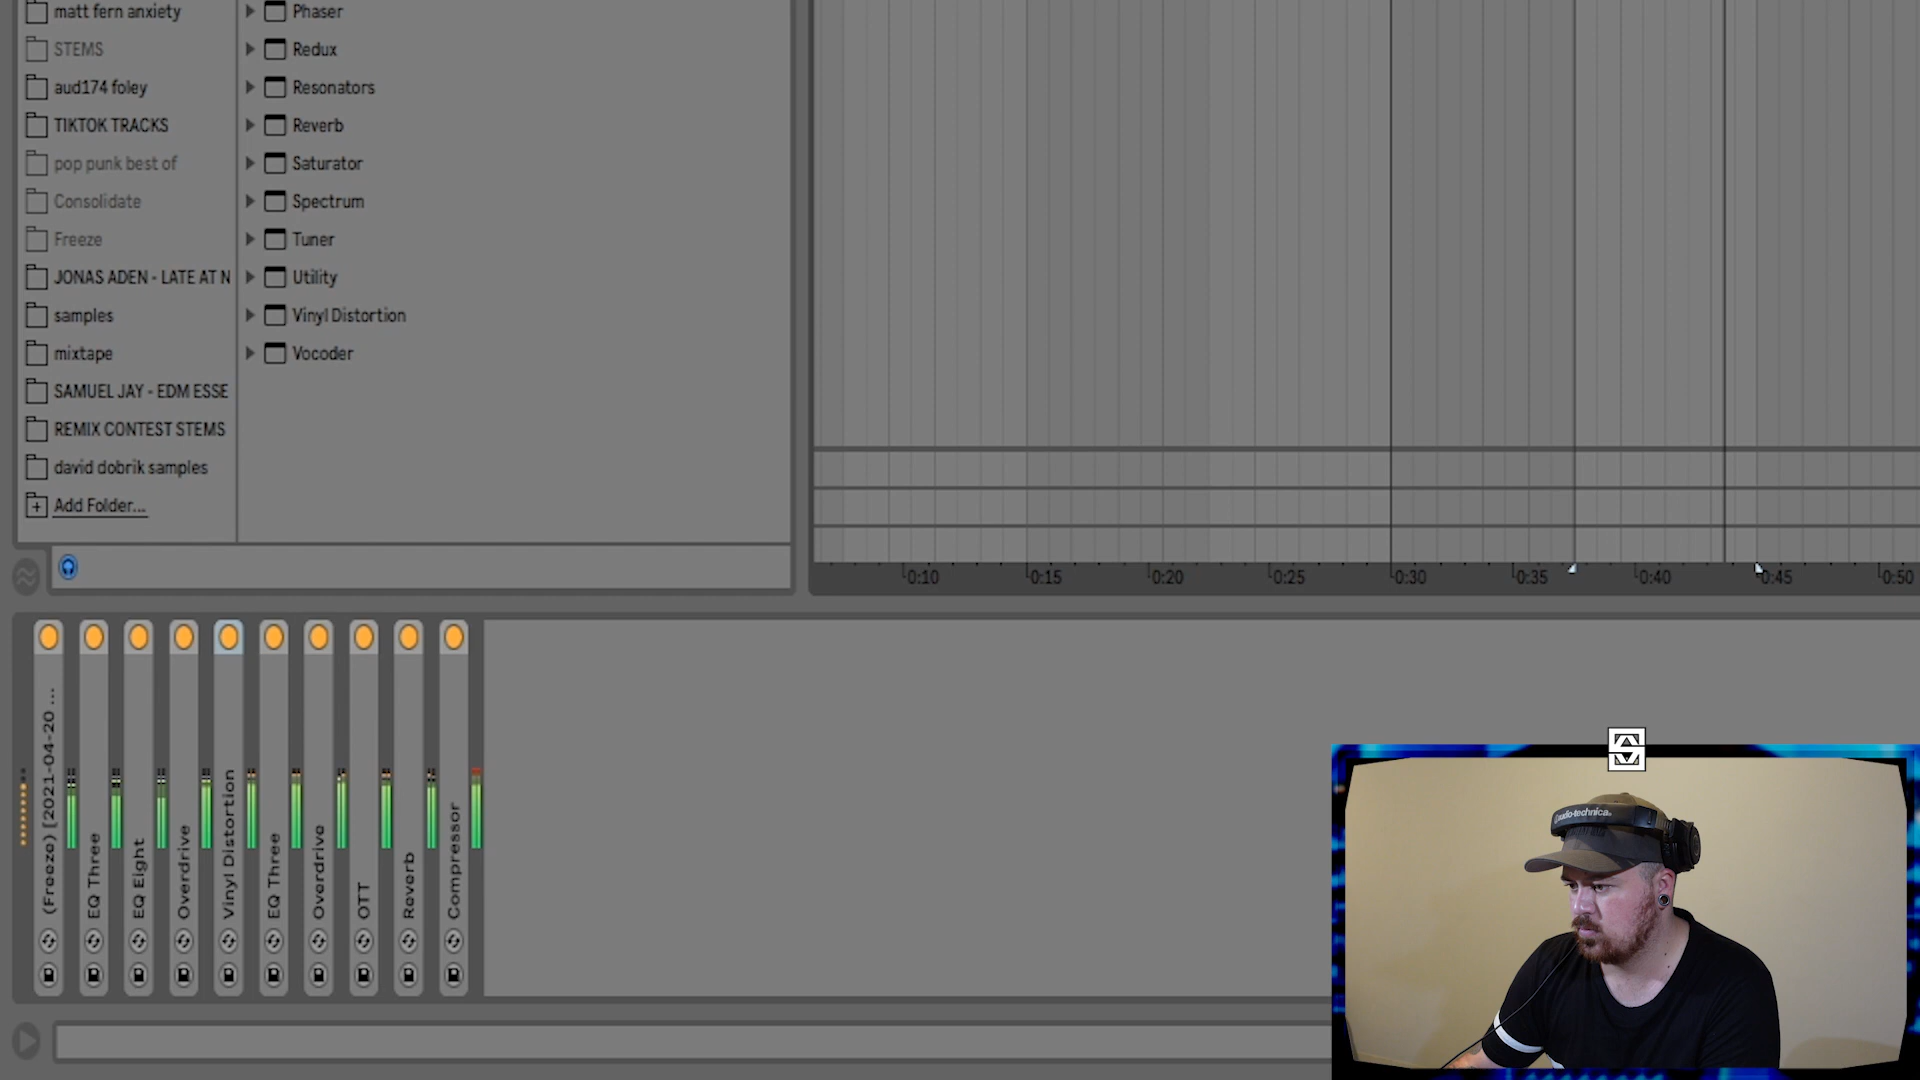 matt fern anxiety
STEMS
aud174 foley
TIKTOK TRACKS
pop punk best of
Consolidate
Freeze
JONAS ADEN - LATE AT N
samples
mixtape
SAMUEL JAY - EDM ESSE
REMIX CONTEST STEMS
david dobrik samples
Add Folder...
Phaser
Redux
Resonators
Reverb
Saturator
Spectrum
Tuner
Utility
Vinyl Distortion
Vocoder
0:10 0:15 0:20 0:25 0:30 0:35 0:40 0:45 0:50
(Freeze) [2021-04-20 ...
EQ Three
EQ Eight
Overdrive
Vinyl Distortion
EQ Three
Overdrive
OTT
Reverb
Compressor
audio-technica